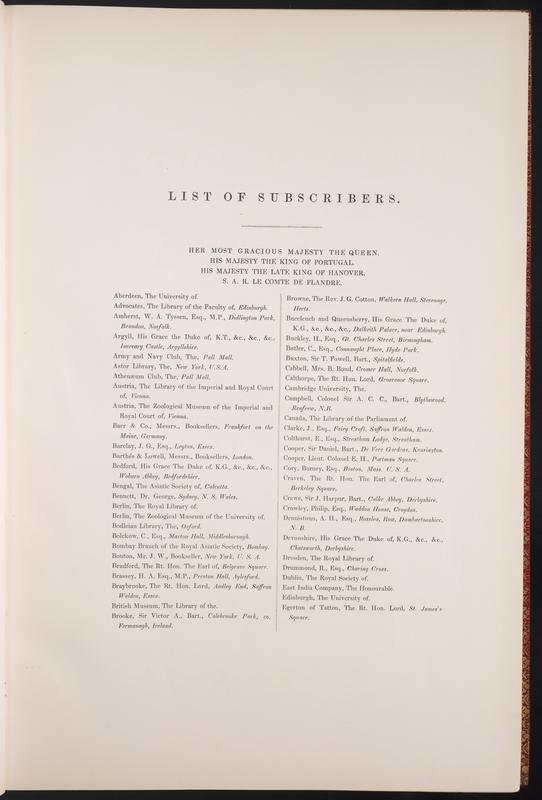 LIST OF SUBSCRIBERS.
HER MOST GRACIOUS MAJESTY THE QUEEN.
HIS MAJESTY THE KING OF PORTUGAL.
HIS MAJESTY THE LATE KING OF HANOVER.
S. A. R. LE COMTE DE FLANDRE.
Aberdeen, The University of.
Advocates, The Library of the Faculty of, Edinburgh.
Amherst, W. A. Tyssen, Esq., M.P., Didlington Park,
Brandon, Norfolk.
Argyll, His Grace the Duke of, K.T., &c., &c., &c.,
Inverary Castle, Argyllshire.
Army and Navy Club, The, Pall Mall.
Astor Library, The, New York, U.S.A.
Athenæum Club, The, Pall Mall.
Austria, The Library of the Imperial and Royal Court
of, Vienna.
Austria, The Zoological Museum of the Imperial and
Royal Court of, Vienna.
Baer & Co., Messrs., Booksellers, Frankfort on the
Maine, Germany.
Barclay, J. G., Esq., Leyton, Essex.
Barthés & Lowell, Messrs., Booksellers, London.
Bedford, His Grace The Duke of, K.G., &c., &c., &c.,
Woburn Abbey, Bedfordshire.
Bengal, The Asiatic Society of, Calcutta.
Bennett, Dr. George, Sydney, N. S. Wales.
Berlin, The Royal Library of.
Berlin, The Zoological Museum of the University of.
Bodleian Library, The, Oxford.
Bolckow, C., Esq., Marton Hall, Middlesborough.
Bombay Branch of the Royal Asiatic Society, Bombay.
Bouton, Mr. J. W., Bookseller, New York, U. S. A.
Bradford, The Rt. Hon. The Earl of, Belgrave Square.
Brassey, H. A. Esq., M.P., Preston Hall, Aylesford.
Braybrooke, The Rt. Hon. Lord, Audley End, Saffron
Walden, Essex.
British Museum, The Library of the.
Brooke, Sir Victor A., Bart., Colebrooke Park, co.
Fermanagh, Ireland.
Browne, The Rev. J. G. Cotton, Walkern Hall, Stevenage,
Herts.
Buccleuch and Queensberry, His Grace The Duke of,
K.G., &c., &c., &c., Dalkeith Palace, near Edinburgh.
Buckley, H., Esq., Gt. Charles Street, Birmingham.
Butler, C., Esq., Connaught Place, Hyde Park.
Buxton, Sir T. Fowell, Bart., Spitalfields.
Cabbell, Mrs. B. Bond, Cromer Hall, Norfolk.
Calthorpe, The Rt. Hon. Lord, Grosvenor Square.
Cambridge University, The.
Campbell, Colonel Sir A. C. C., Bart., Blythswood,
Renfrew, N.B.
Canada, The Library of the Parliament of.
Clarke, J., Esq., Fairy Croft, Saffron Walden, Essex.
Colthurst, E., Esq., Streatham Lodge, Streatham.
Cooper, Sir Daniel, Bart., De Vere Gardens, Kensington.
Cooper, Lieut. Colonel E. H., Portman Square.
Cory, Barney, Esq., Boston, Mass. U. S. A.
Craven, The Rt. Hon. The Earl of, Charles Street,
Berkeley Square.
Crewe, Sir J. Harpur, Bart., Calke Abbey, Derbyshire.
Crowley, Philip, Esq., Waddon House, Croydon.
Dennistoun, A. H., Esq., Roselea, Row, Dumbartonshire,
N. B.
Devonshire, His Grace The Duke of, K.G., &c., &c.,
Chatsworth, Derbyshire.
Dresden, The Royal Library of.
Drummond, R., Esq., Charing Cross.
Dublin, The Royal Society of.
East India Company, The Honourable.
Edinburgh, The University of.
Egerton of Tatton, The Rt. Hon. Lord, St. James's
Square.